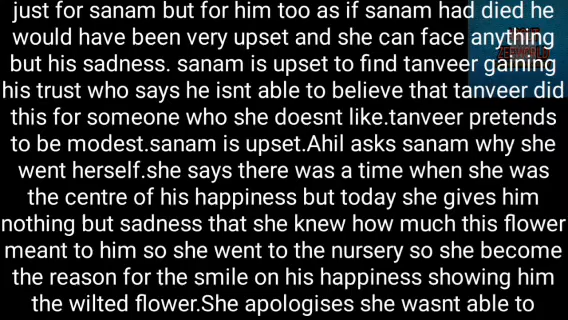 just for sanam but for him too as if sanam had died he
would have been very upset and she can face anything
but his sadness. sanam is upset to find tanveer gaining
his trust who says he isnt able to believe that tanveer did
this for someone who she doesnt like.tanveer pretends
to be modest.sanam is upset.Ahil asks sanam why she
went herself.she says there was a time when she was
the centre of his happiness but today she gives him
nothing but sadness that she knew how much this flower
meant to him so she went to the nursery so she become
the reason for the smile on his happiness showing him
the wilted flower.She apologises she wasnt able to